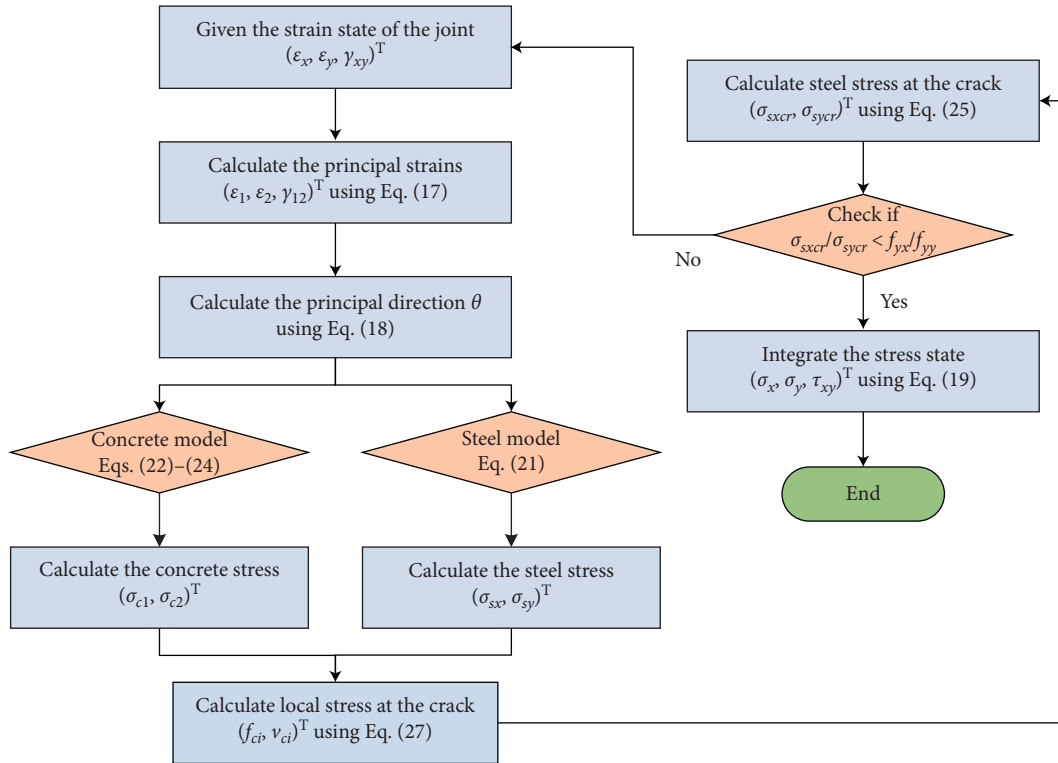 Given the strain state of the joint
(εx, εy, γxy)T
Calculate the principal strains
(ε1, ε2, γ12)T using Eq. (17)
Calculate the principal direction θ
using Eq. (18)
Concrete model
Eqs. (22)–(24)
Steel model
Eq. (21)
Calculate the concrete stress
(σc1, σc2)T
Calculate the steel stress
(σsx, σsy)T
Calculate local stress at the crack
(fci, vci)T using Eq. (27)
Calculate steel stress at the crack
(σsxcr, σsycr)T using Eq. (25)
Check if
σsxcr/σsycr < fyx/fyy
No
Yes
Integrate the stress state
(σx, σy, τxy)T using Eq. (19)
End